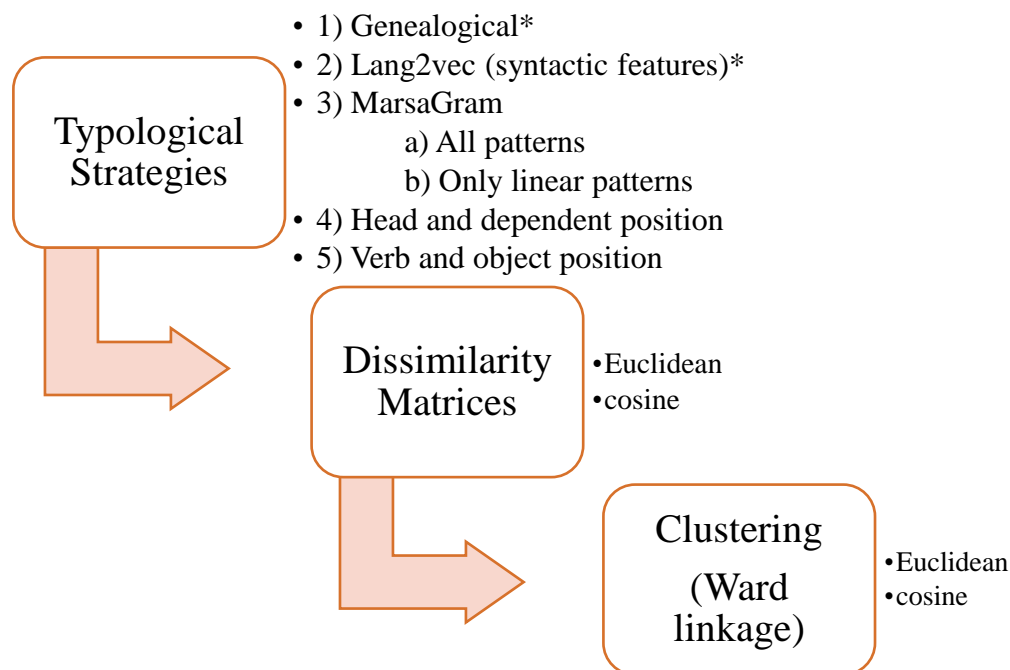 • 1) Genealogical*
• 2) Lang2vec (syntactic features)*
• 3) MarsaGram
a) All patterns
b) Only linear patterns
• 4) Head and dependent position
• 5) Verb and object position
Typological
Strategies
Dissimilarity
Matrices
•Euclidean
•cosine
Clustering
(Ward
linkage)
•Euclidean
•cosine